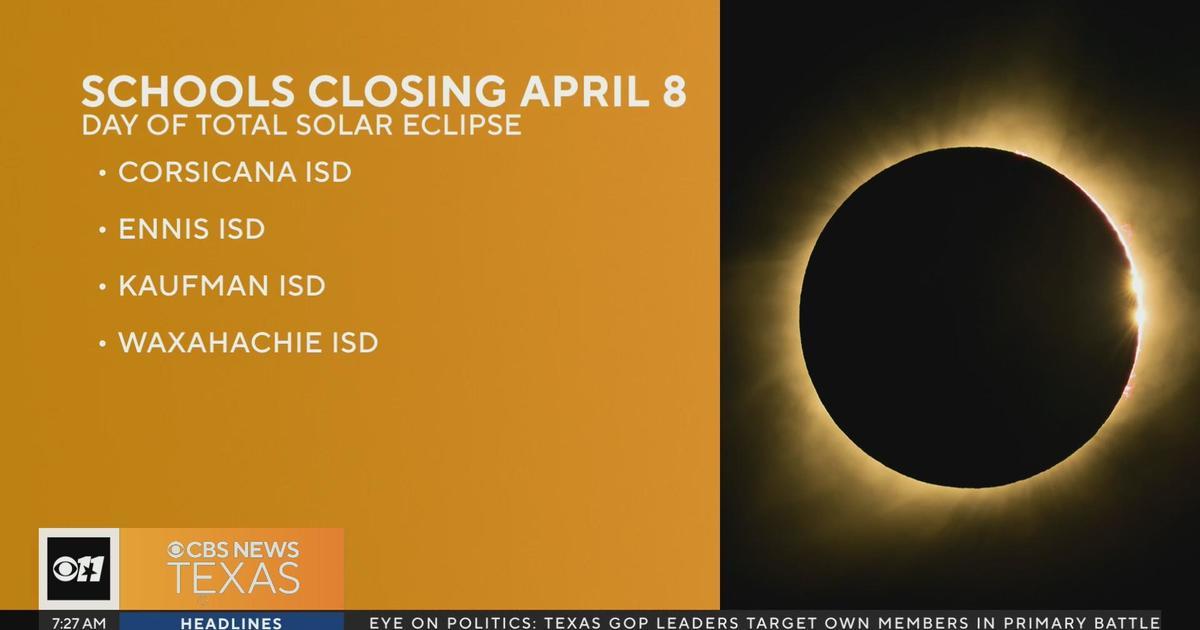 SCHOOLS CLOSING APRIL 8
DAY OF TOTAL SOLAR ECLIPSE
• CORSICANA ISD
• ENNIS ISD
• KAUFMAN ISD
• WAXAHACHIE ISD
11
CBS NEWS
TEXAS
7:27 AM
HEADLINES
EYE ON POLITICS: TEXAS GOP LEADERS TARGET OWN MEMBERS IN PRIMARY BATTLE